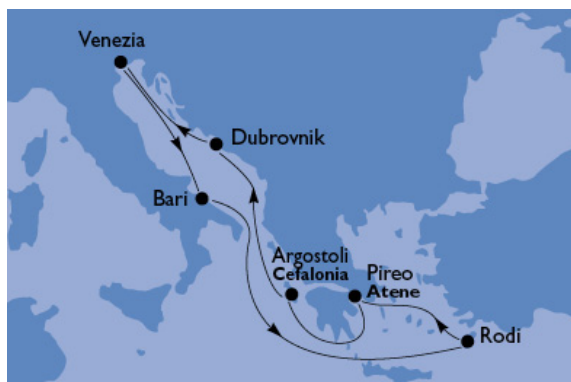 Venezia
Dubrovnik
Bari
Argostoli
Cefalonia
Pireo
Atene
Rodi